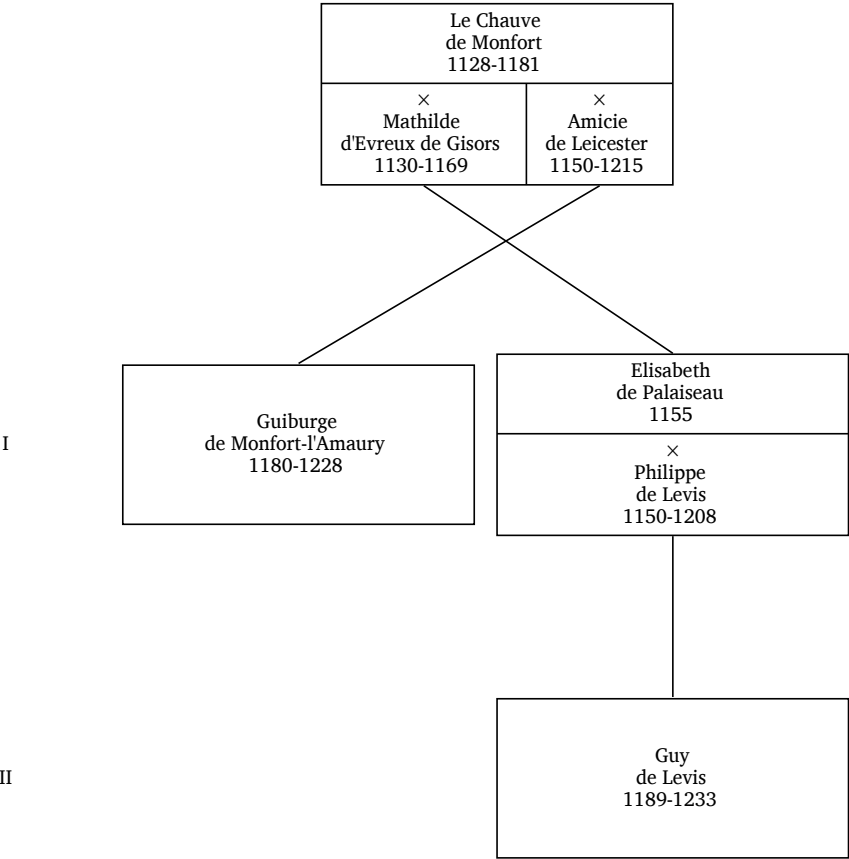 Le Chauve
de Monfort
1128-1181
×
Mathilde
d'Evreux de Gisors
1130-1169
×
Amicie
de Leicester
1150-1215
I
Guiburge
de Monfort-l'Amaury
1180-1228
Elisabeth
de Palaiseau
1155
×
Philippe
de Levis
1150-1208
II
Guy
de Levis
1189-1233